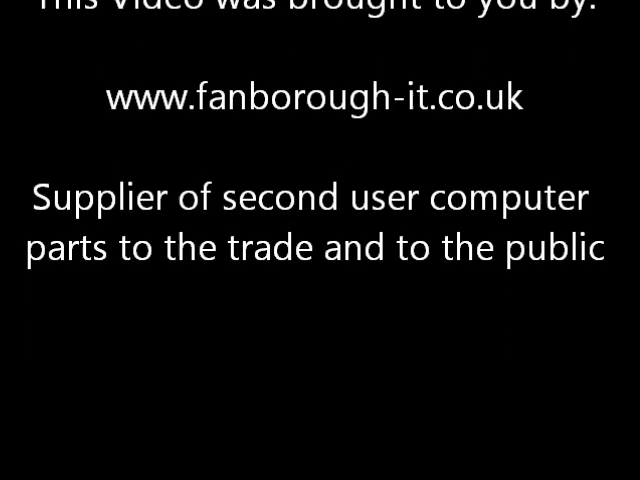 This Video was brought to you by:
www.fanborough-it.co.uk
Supplier of second user computer
parts to the trade and to the public